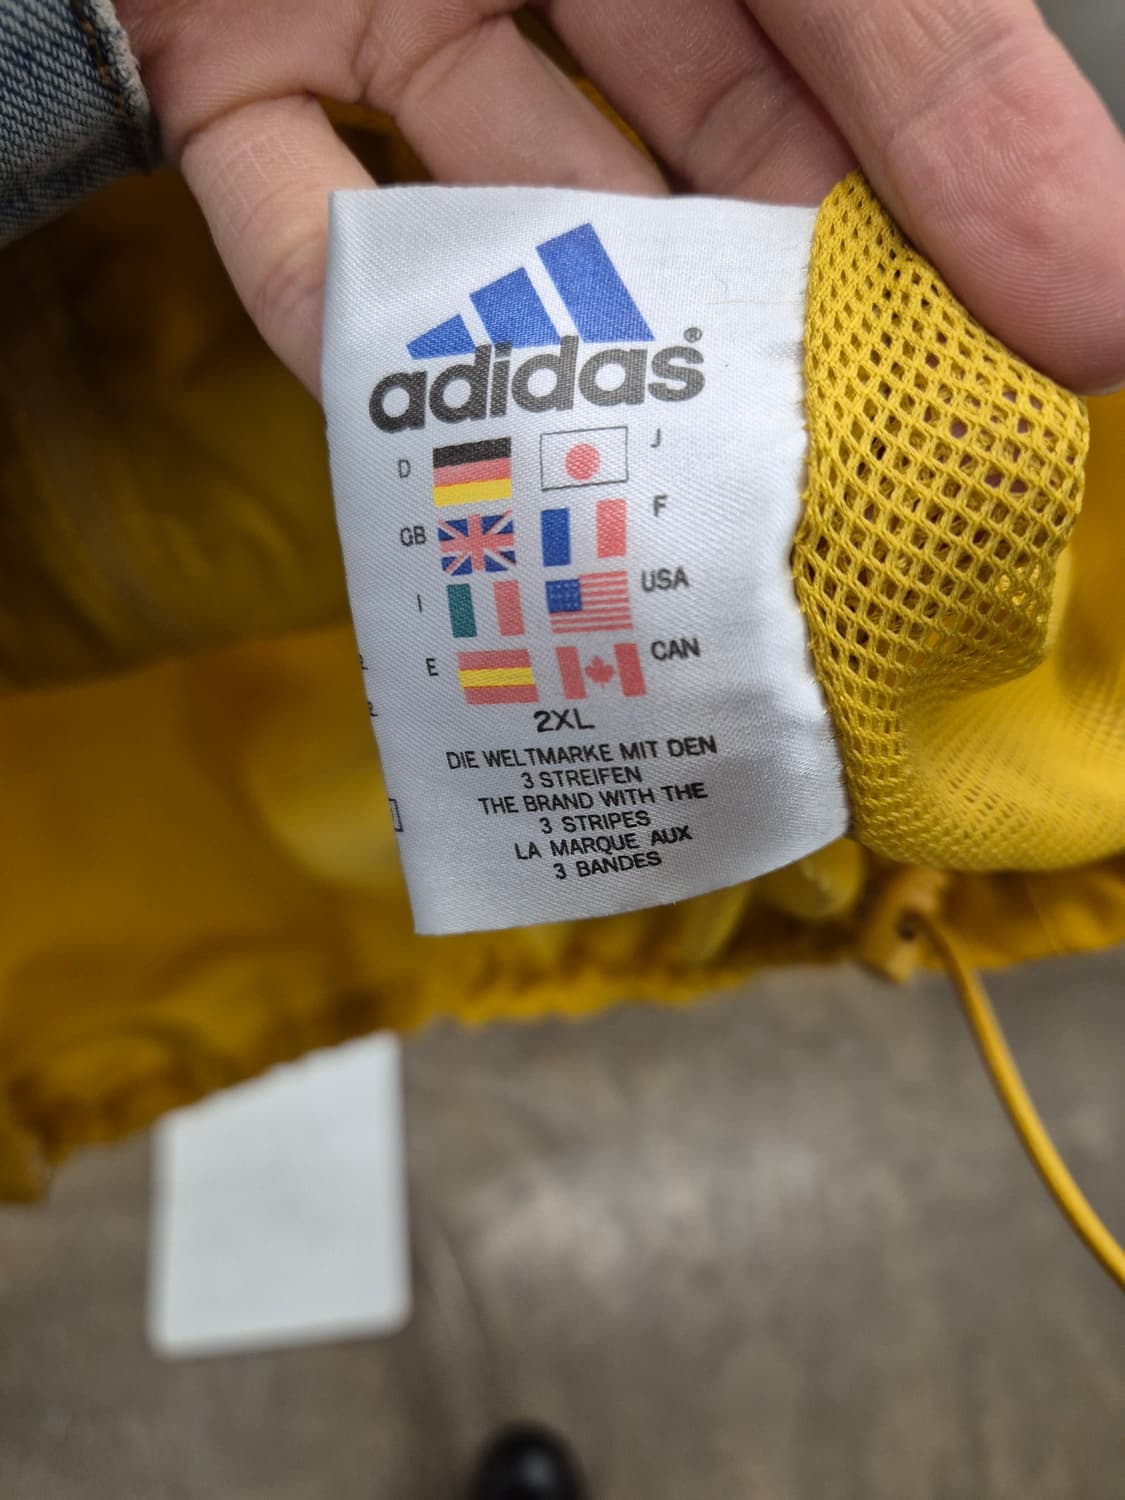 adidas®
D J
GB F
I USA
E CAN
2XL
DIE WELTMARKE MIT DEN
3 STREIFEN
THE BRAND WITH THE
3 STRIPES
LA MARQUE AUX
3 BANDES